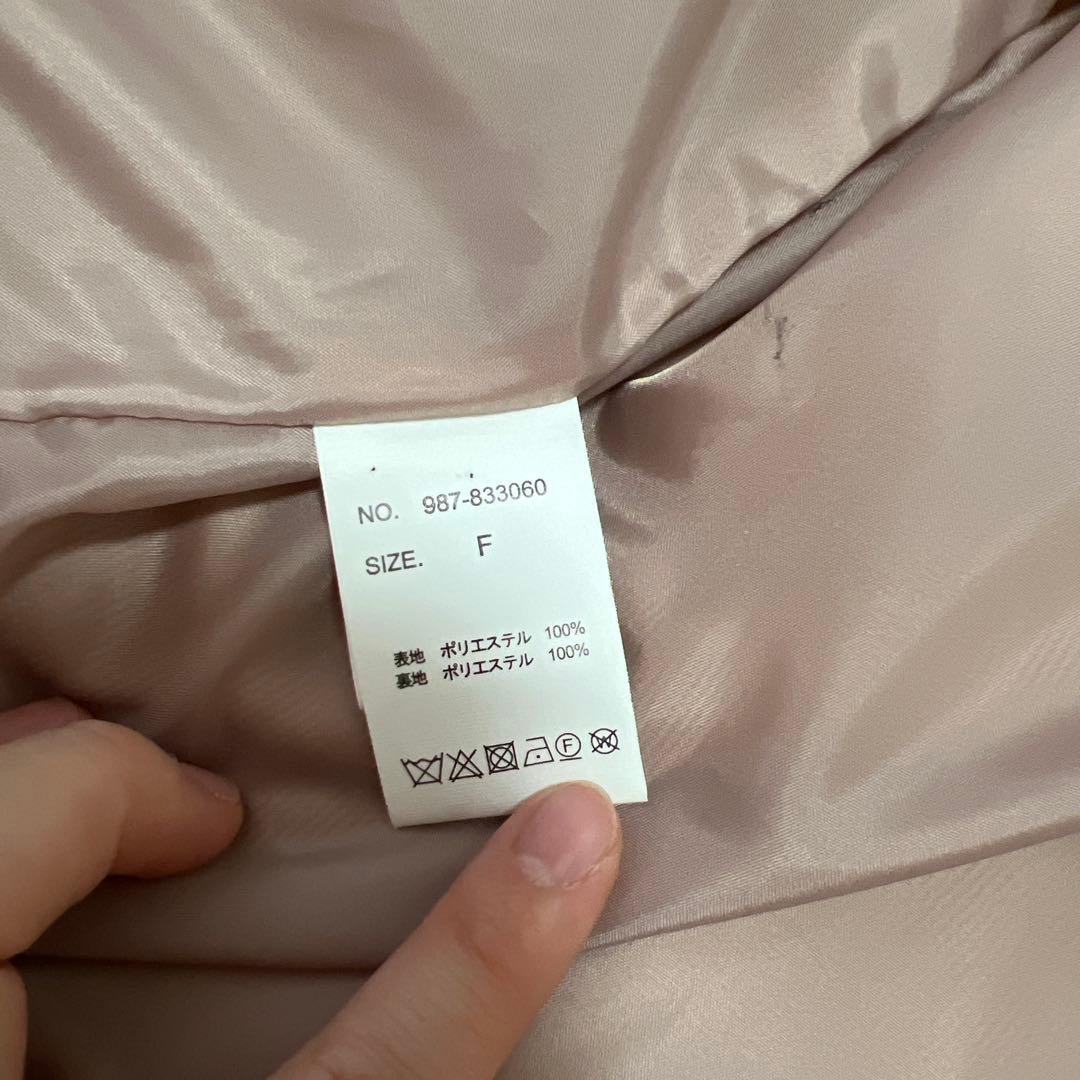 NO. 987-833060
SIZE. F
表地 ポリエステル 100%
裏地 ポリエステル 100%
F W